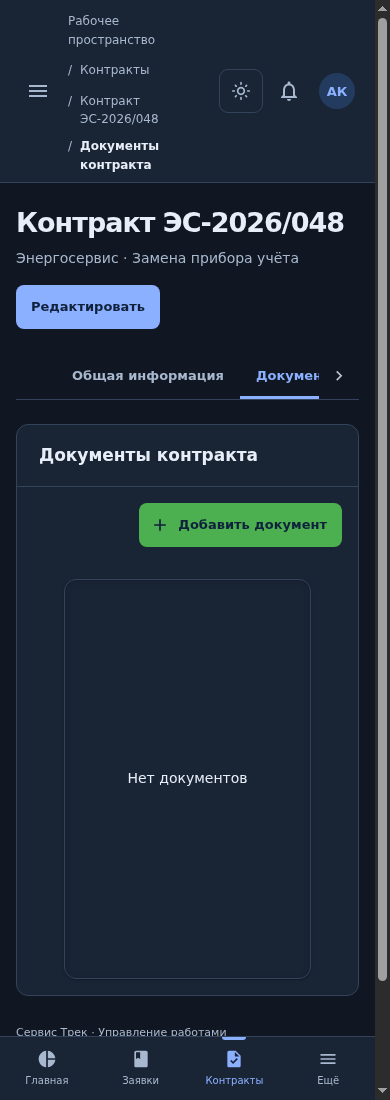 Рабочее
пространство
/ Контракты
/ Контракт
ЭС-2026/048
/ Документы
контракта
АК
Контракт ЭС-2026/048
Энергосервис · Замена прибора учёта
Редактировать
Общая информация
Докумен
Документы контракта
+ Добавить документ
Нет документов
Сервис Трек · Управление работами
Главная
Заявки
Контракты
Ещё